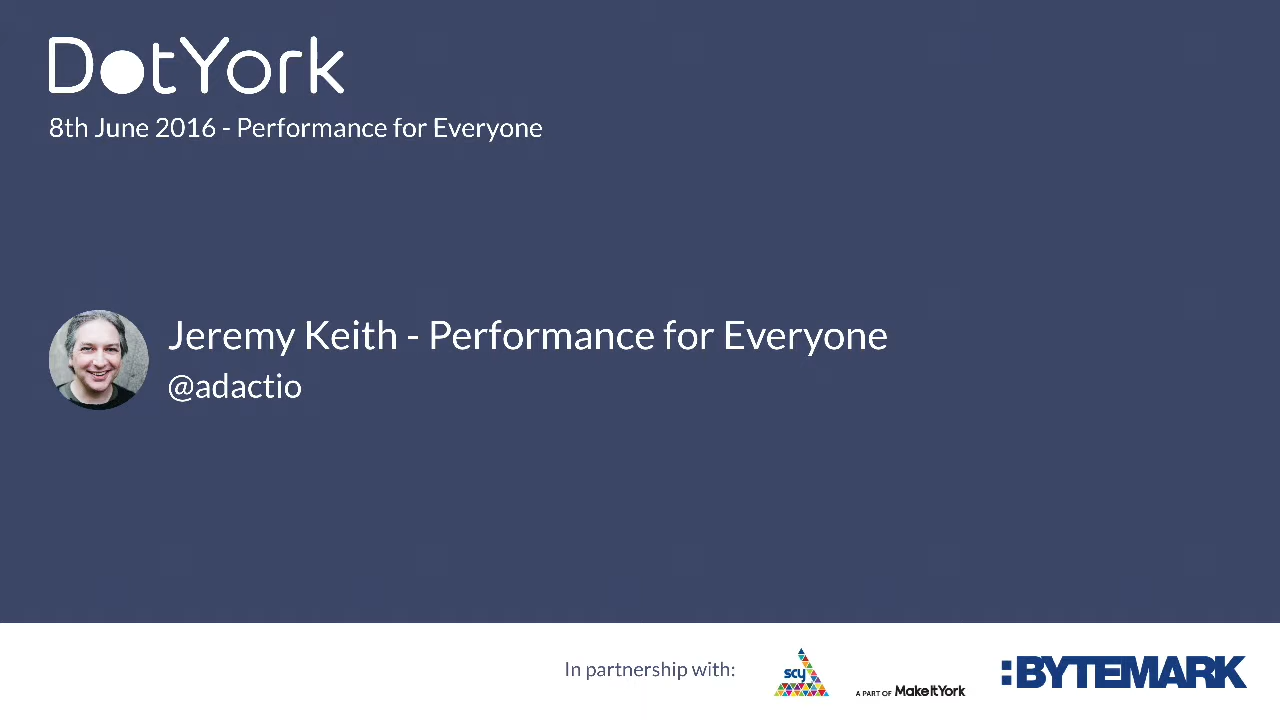 DotYork
8th June 2016 - Performance for Everyone
Jeremy Keith - Performance for Everyone
@adactio
In partnership with:
scy
A PART OF MakeItYork
:BYTEMARK